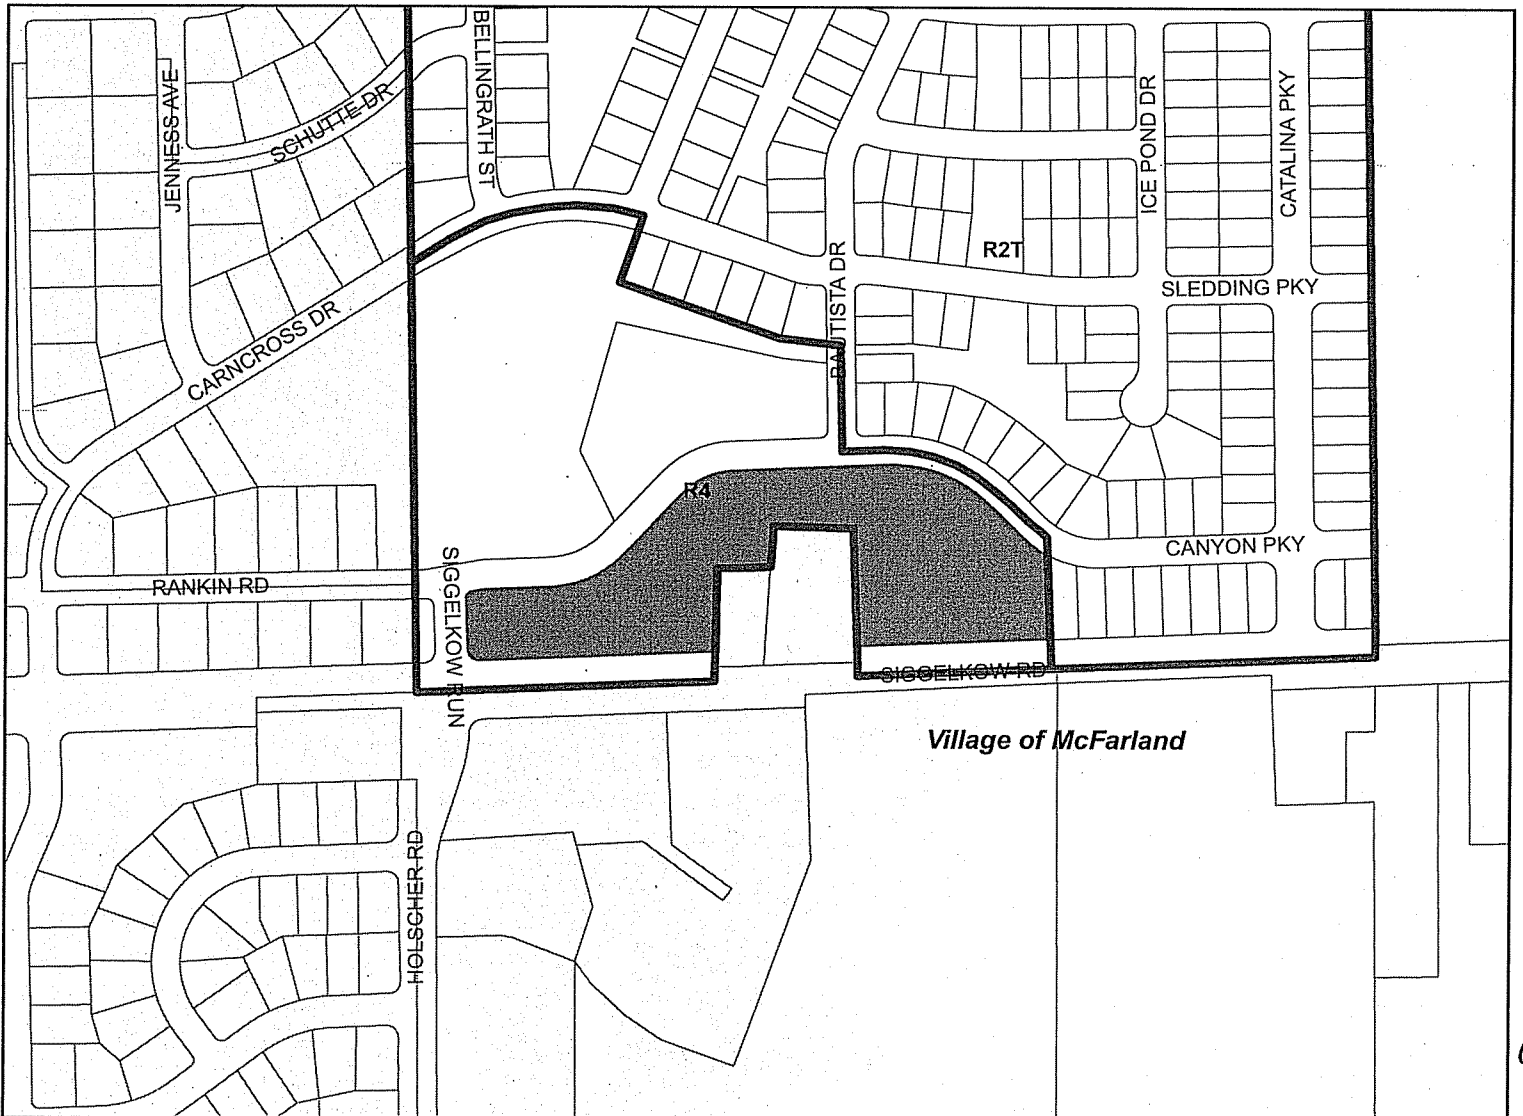 BELLINGRATH ST
JENNESS AVE
SCHUTTE DR
ICE POND DR
CATALINA PKY
R2T
BAUTISTA DR
SLEDDING PKY
CARNCROSS DR
R4
CANYON PKY
RANKIN RD
SIGGELKOW RUN
SIGGELKOW RD
Village of McFarland
HOLSCHER RD